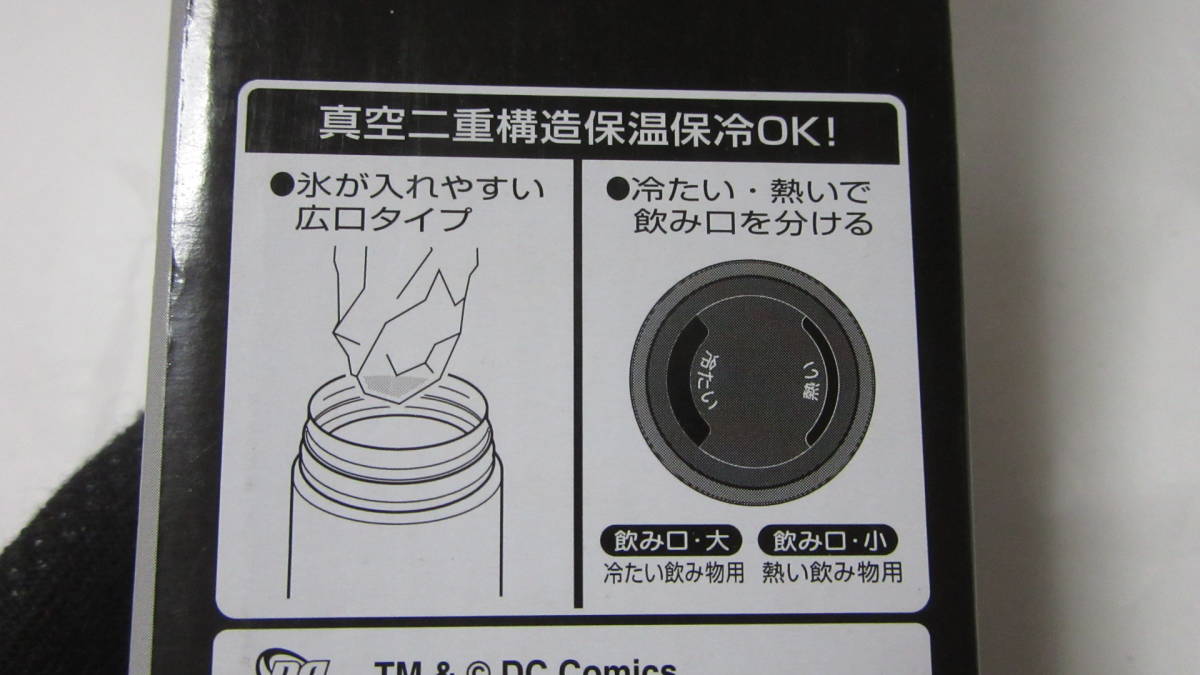 真空二重構造保温保冷OK!
●氷が入れやすい
広口タイプ
●冷たい・熱いで
飲み口を分ける
冷たい
熱い
飲み口・大
冷たい飲み物用
飲み口・小
熱い飲み物用
DC
TM & © DC Comics